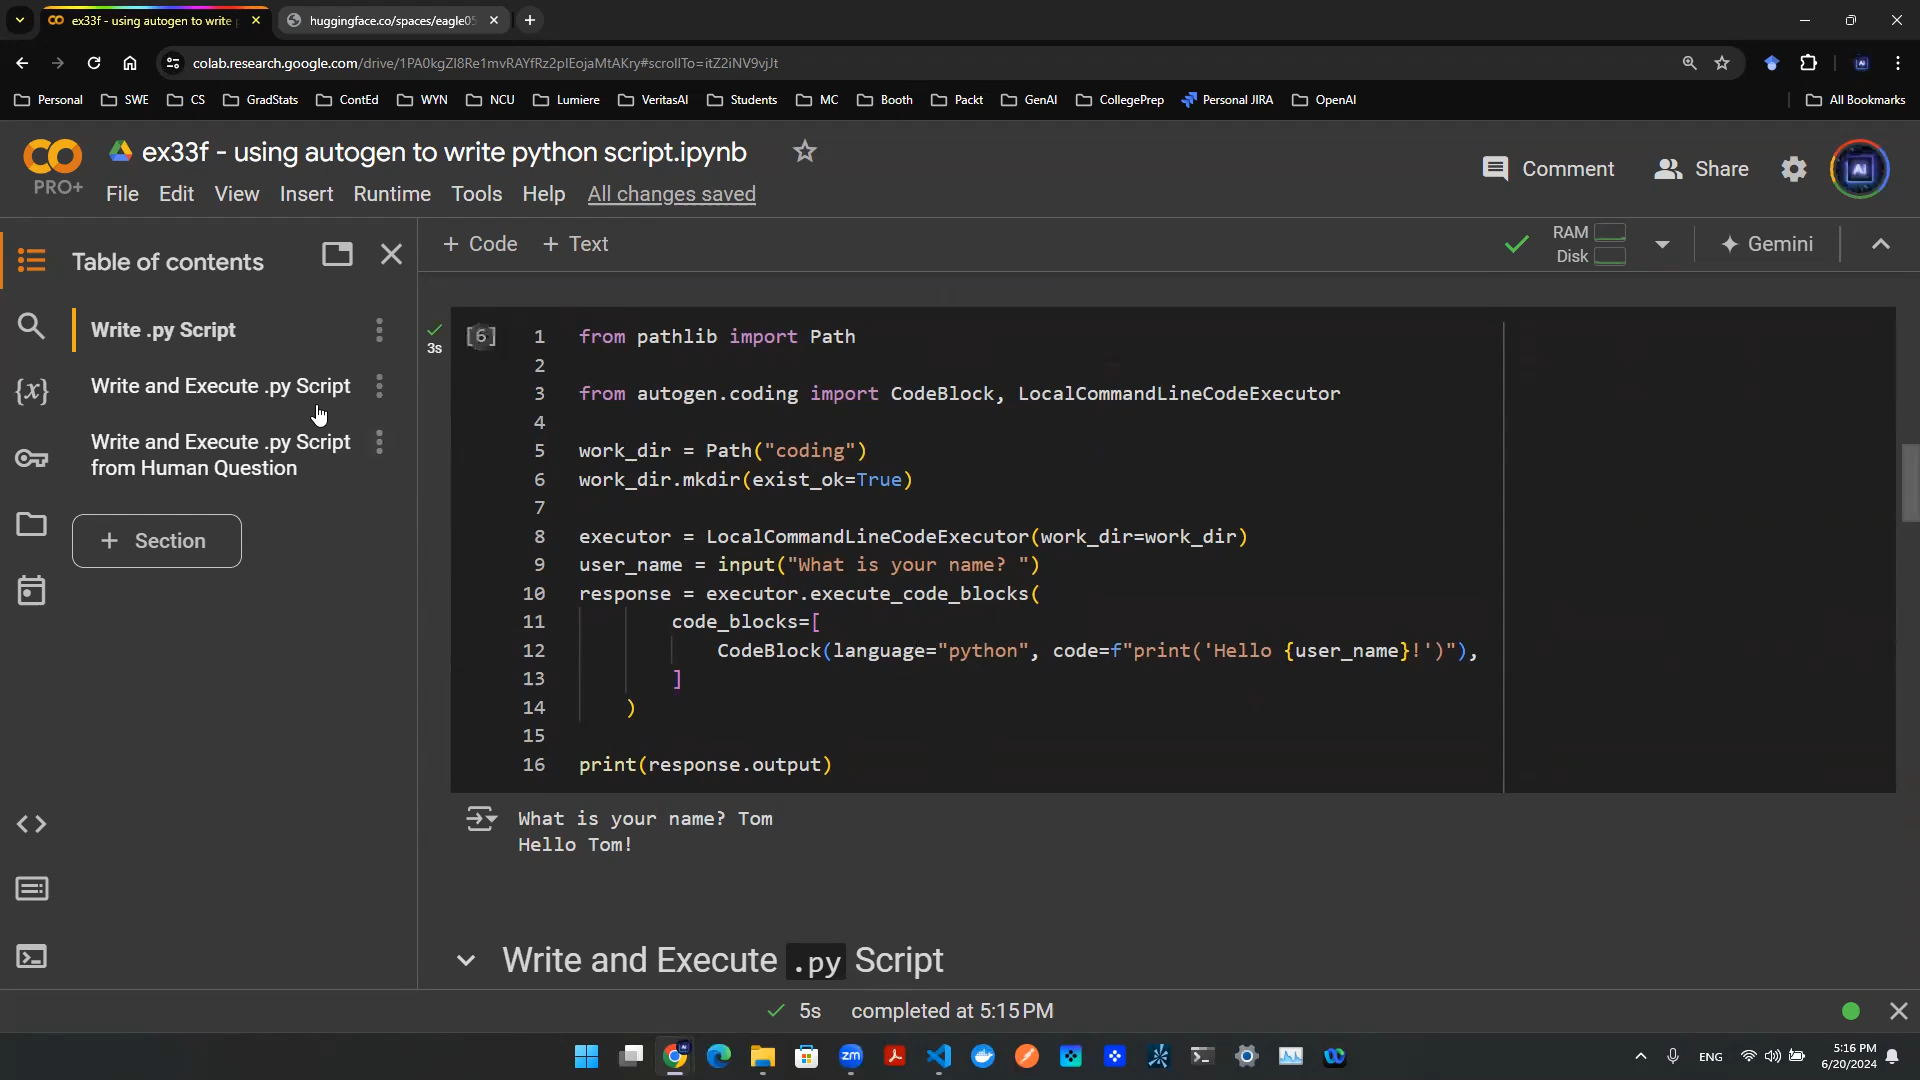 ex33f - using autogen to write
huggingface.co/spaces/eagle05
colab.research.google.com/drive/1PA0kgZl8Re1mvRAYfRz2plEojaMtAKry#scrollTo=itZ2iNV9vjJt
Personal SWE CS GradStats ContEd WYN NCU Lumiere VeritasAI Students MC Booth Packt GenAI CollegePrep Personal JIRA OpenAI All Bookmarks
CO
PRO+
ex33f - using autogen to write python script.ipynb
File Edit View Insert Runtime Tools Help All changes saved
Comment Share AI
Table of contents
Write .py Script
Write and Execute .py Script
Write and Execute .py Script
from Human Question
+ Section
+ Code + Text
RAM
Disk
Gemini
3s
[6]
1 from pathlib import Path
2
3 from autogen.coding import CodeBlock, LocalCommandLineCodeExecutor
4
5 work_dir = Path("coding")
6 work_dir.mkdir(exist_ok=True)
7
8 executor = LocalCommandLineCodeExecutor(work_dir=work_dir)
9 user_name = input("What is your name? ")
10 response = executor.execute_code_blocks(
11 code_blocks=[
12 CodeBlock(language="python", code=f"print('Hello {user_name}!')"),
13 ]
14 )
15
16 print(response.output)
What is your name? Tom
Hello Tom!
Write and Execute .py Script
5s completed at 5:15 PM
zm
ENG
5:16 PM
6/20/2024